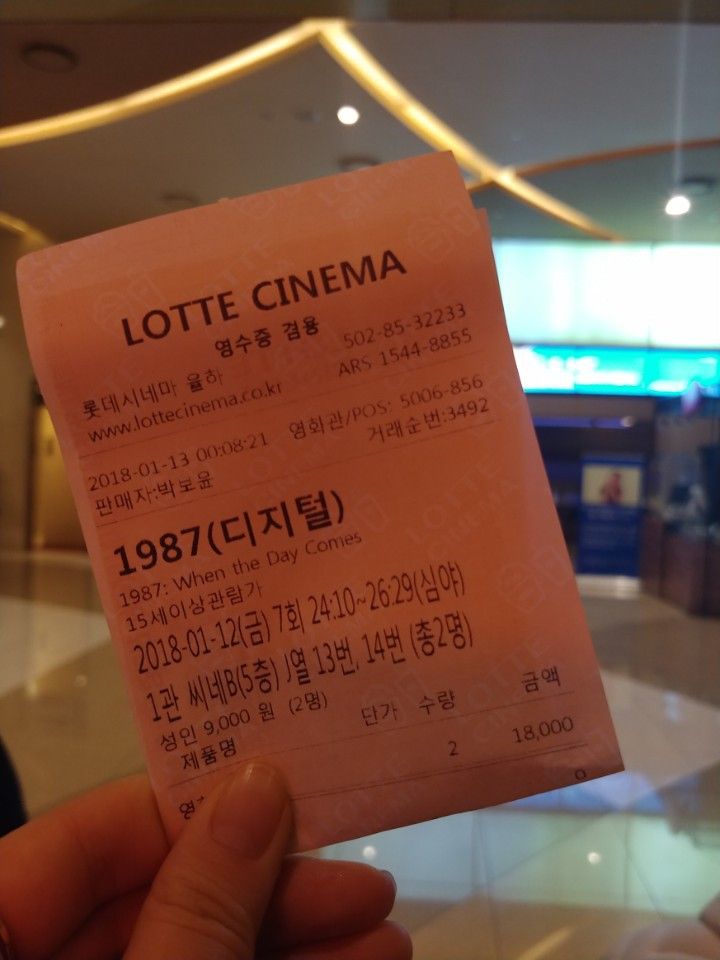 LOTTE CINEMA
영수증 겸용
502-85-32233
롯데시네마 율하
ARS 1544-8855
www.lottecinema.co.kr
영화관/POS: 5006-856
2018-01-13 00:08:21
거래순번:3492
판매자:박보윤
1987(디지털)
1987: When the Day Comes
15세이상관람가
2018-01-12(금) 7회 24:10~26:29(심야)
1관 씨네B(5층) J열 13번, 14번 (총2명)
성인 9,000 원 (2명)
제품명 단가 수량 금액
2 18,000
0